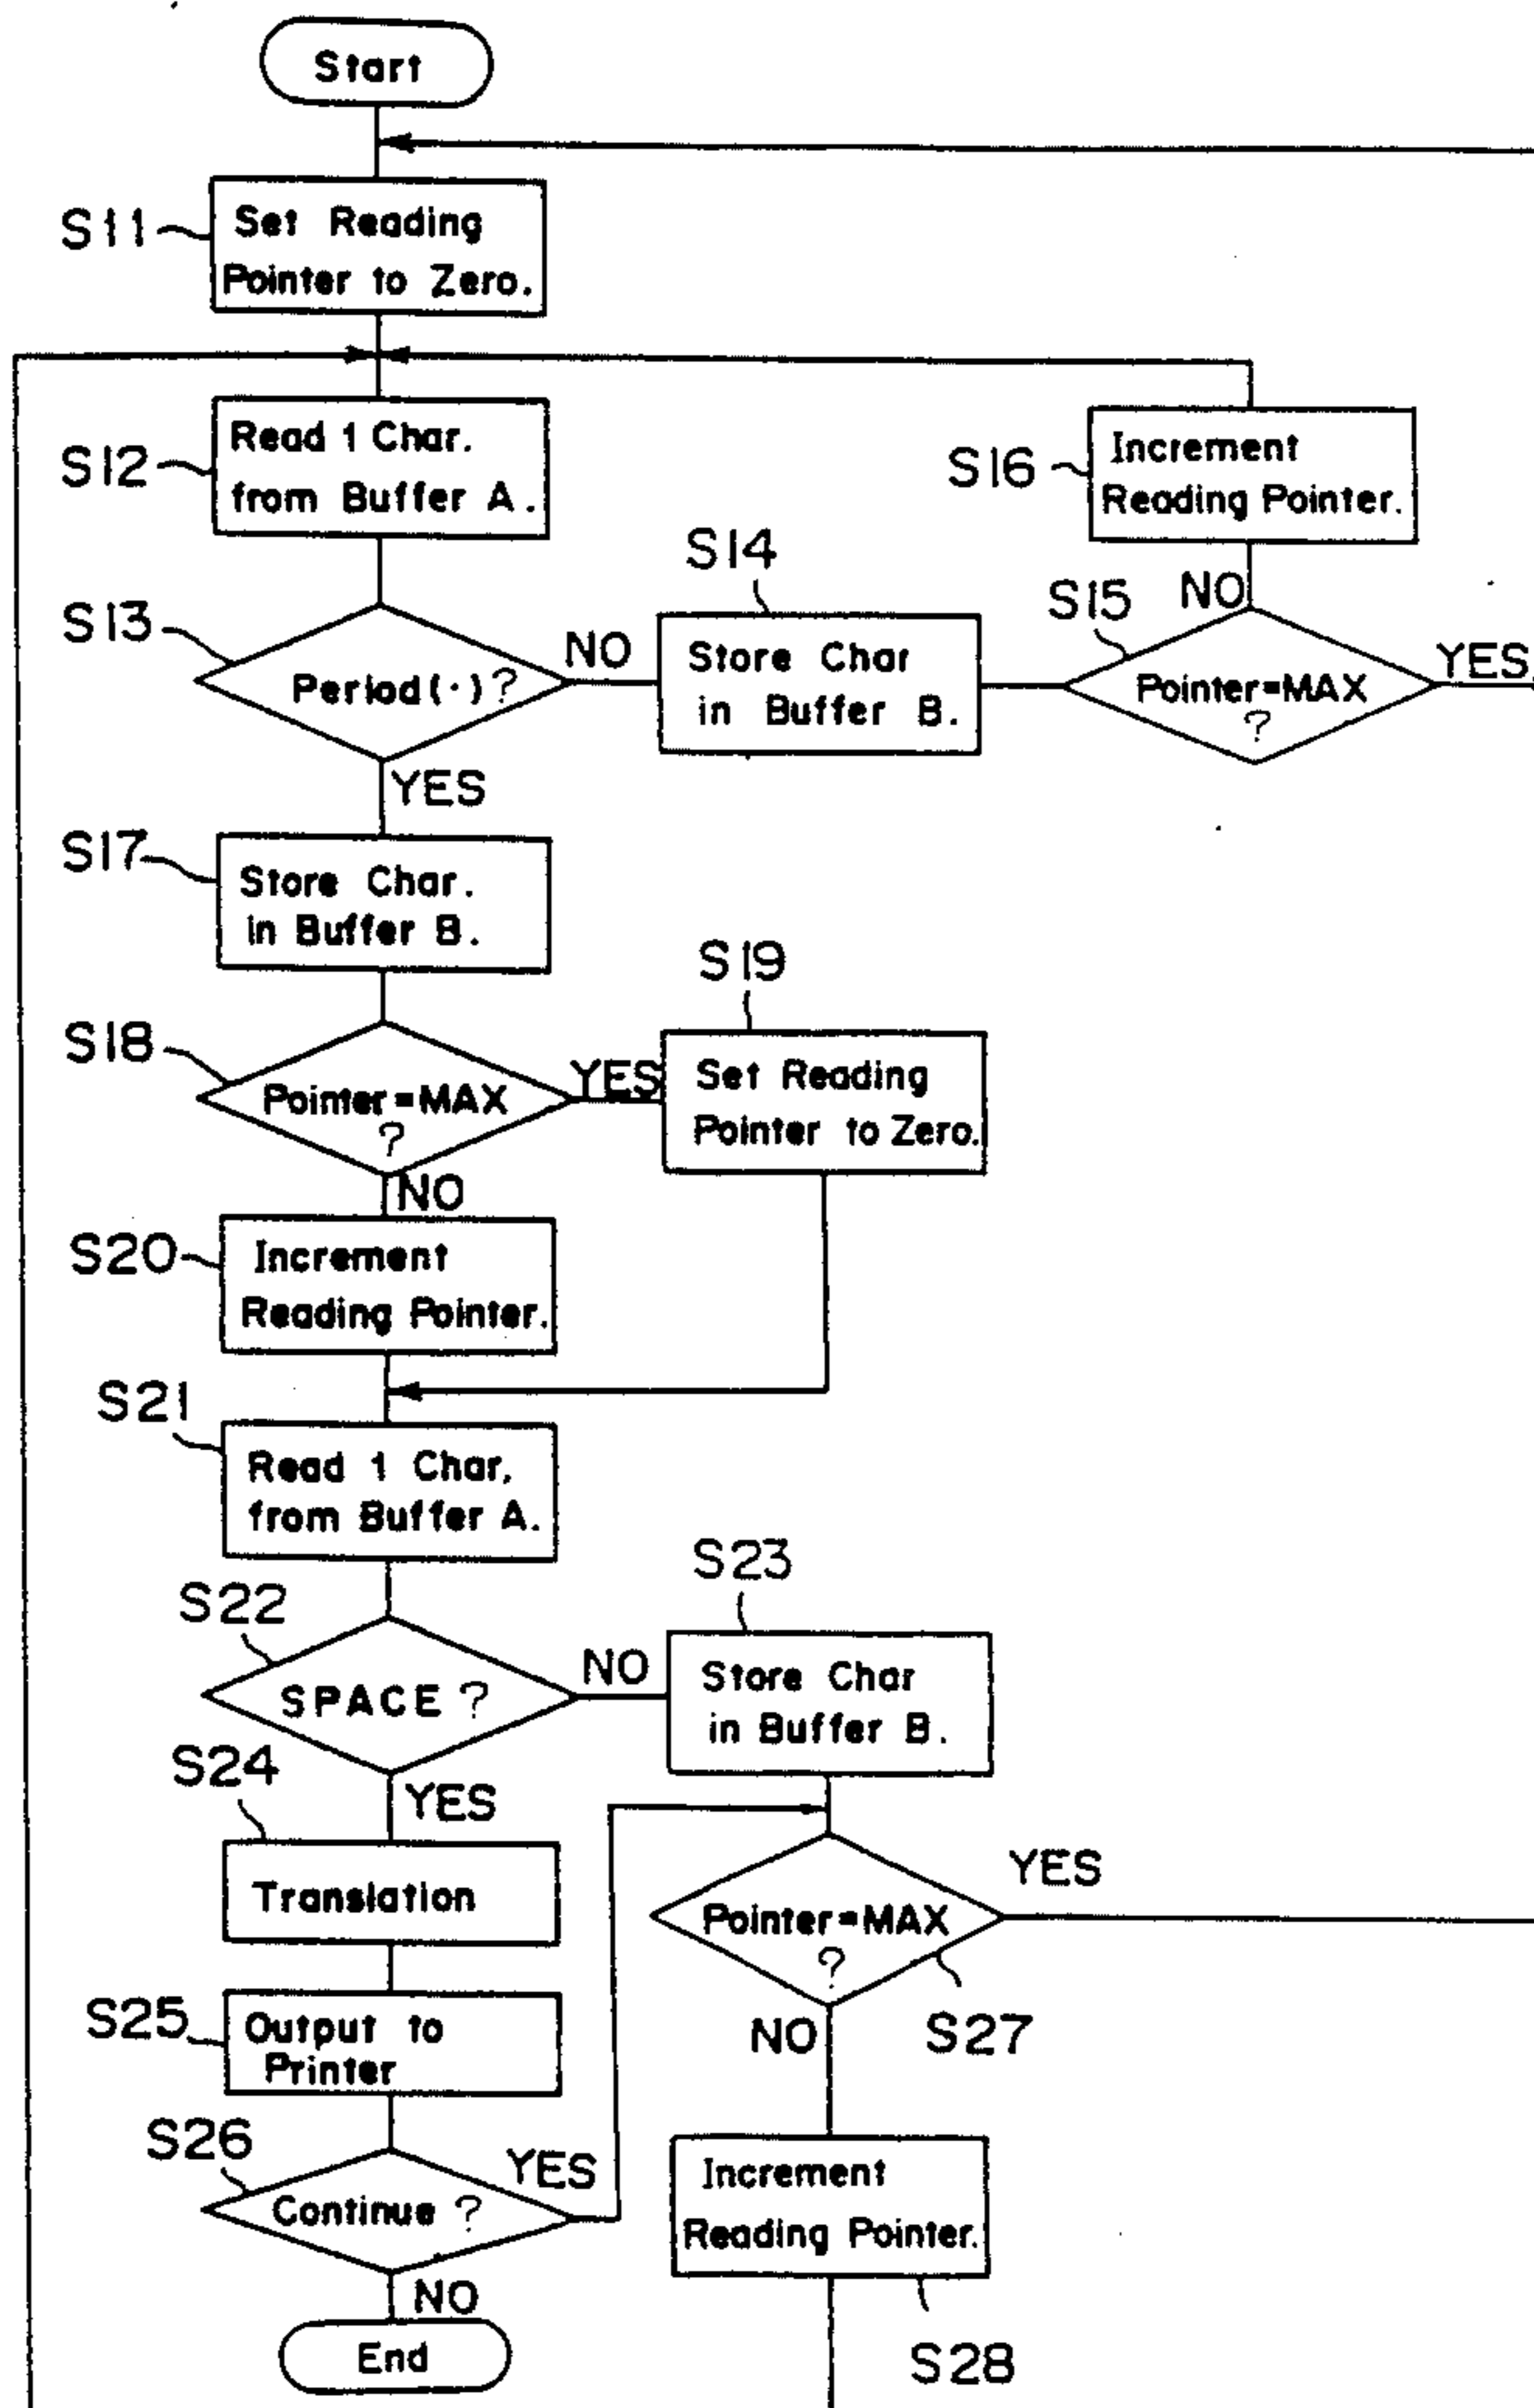 Start
S11
Set Reading
Pointer to Zero.
S12
Read 1 Char.
from Buffer A.
S16
Increment
Reading Pointer.
S13
Period(·)?
NO
S14
Store Char
in Buffer B.
S15
NO
Pointer=MAX
?
YES
YES
S17
Store Char.
in Buffer B.
S18
Pointer=MAX
?
YES
S19
Set Reading
Pointer to Zero.
NO
S20
Increment
Reading Pointer.
S21
Read 1 Char,
from Buffer A.
S22
SPACE ?
NO
S23
Store Char
in Buffer B.
YES
S24
Translation
Pointer=MAX
?
YES
S27
NO
S25
Output to
Printer
S26
Continue ?
YES
Increment
Reading Pointer.
S28
NO
End